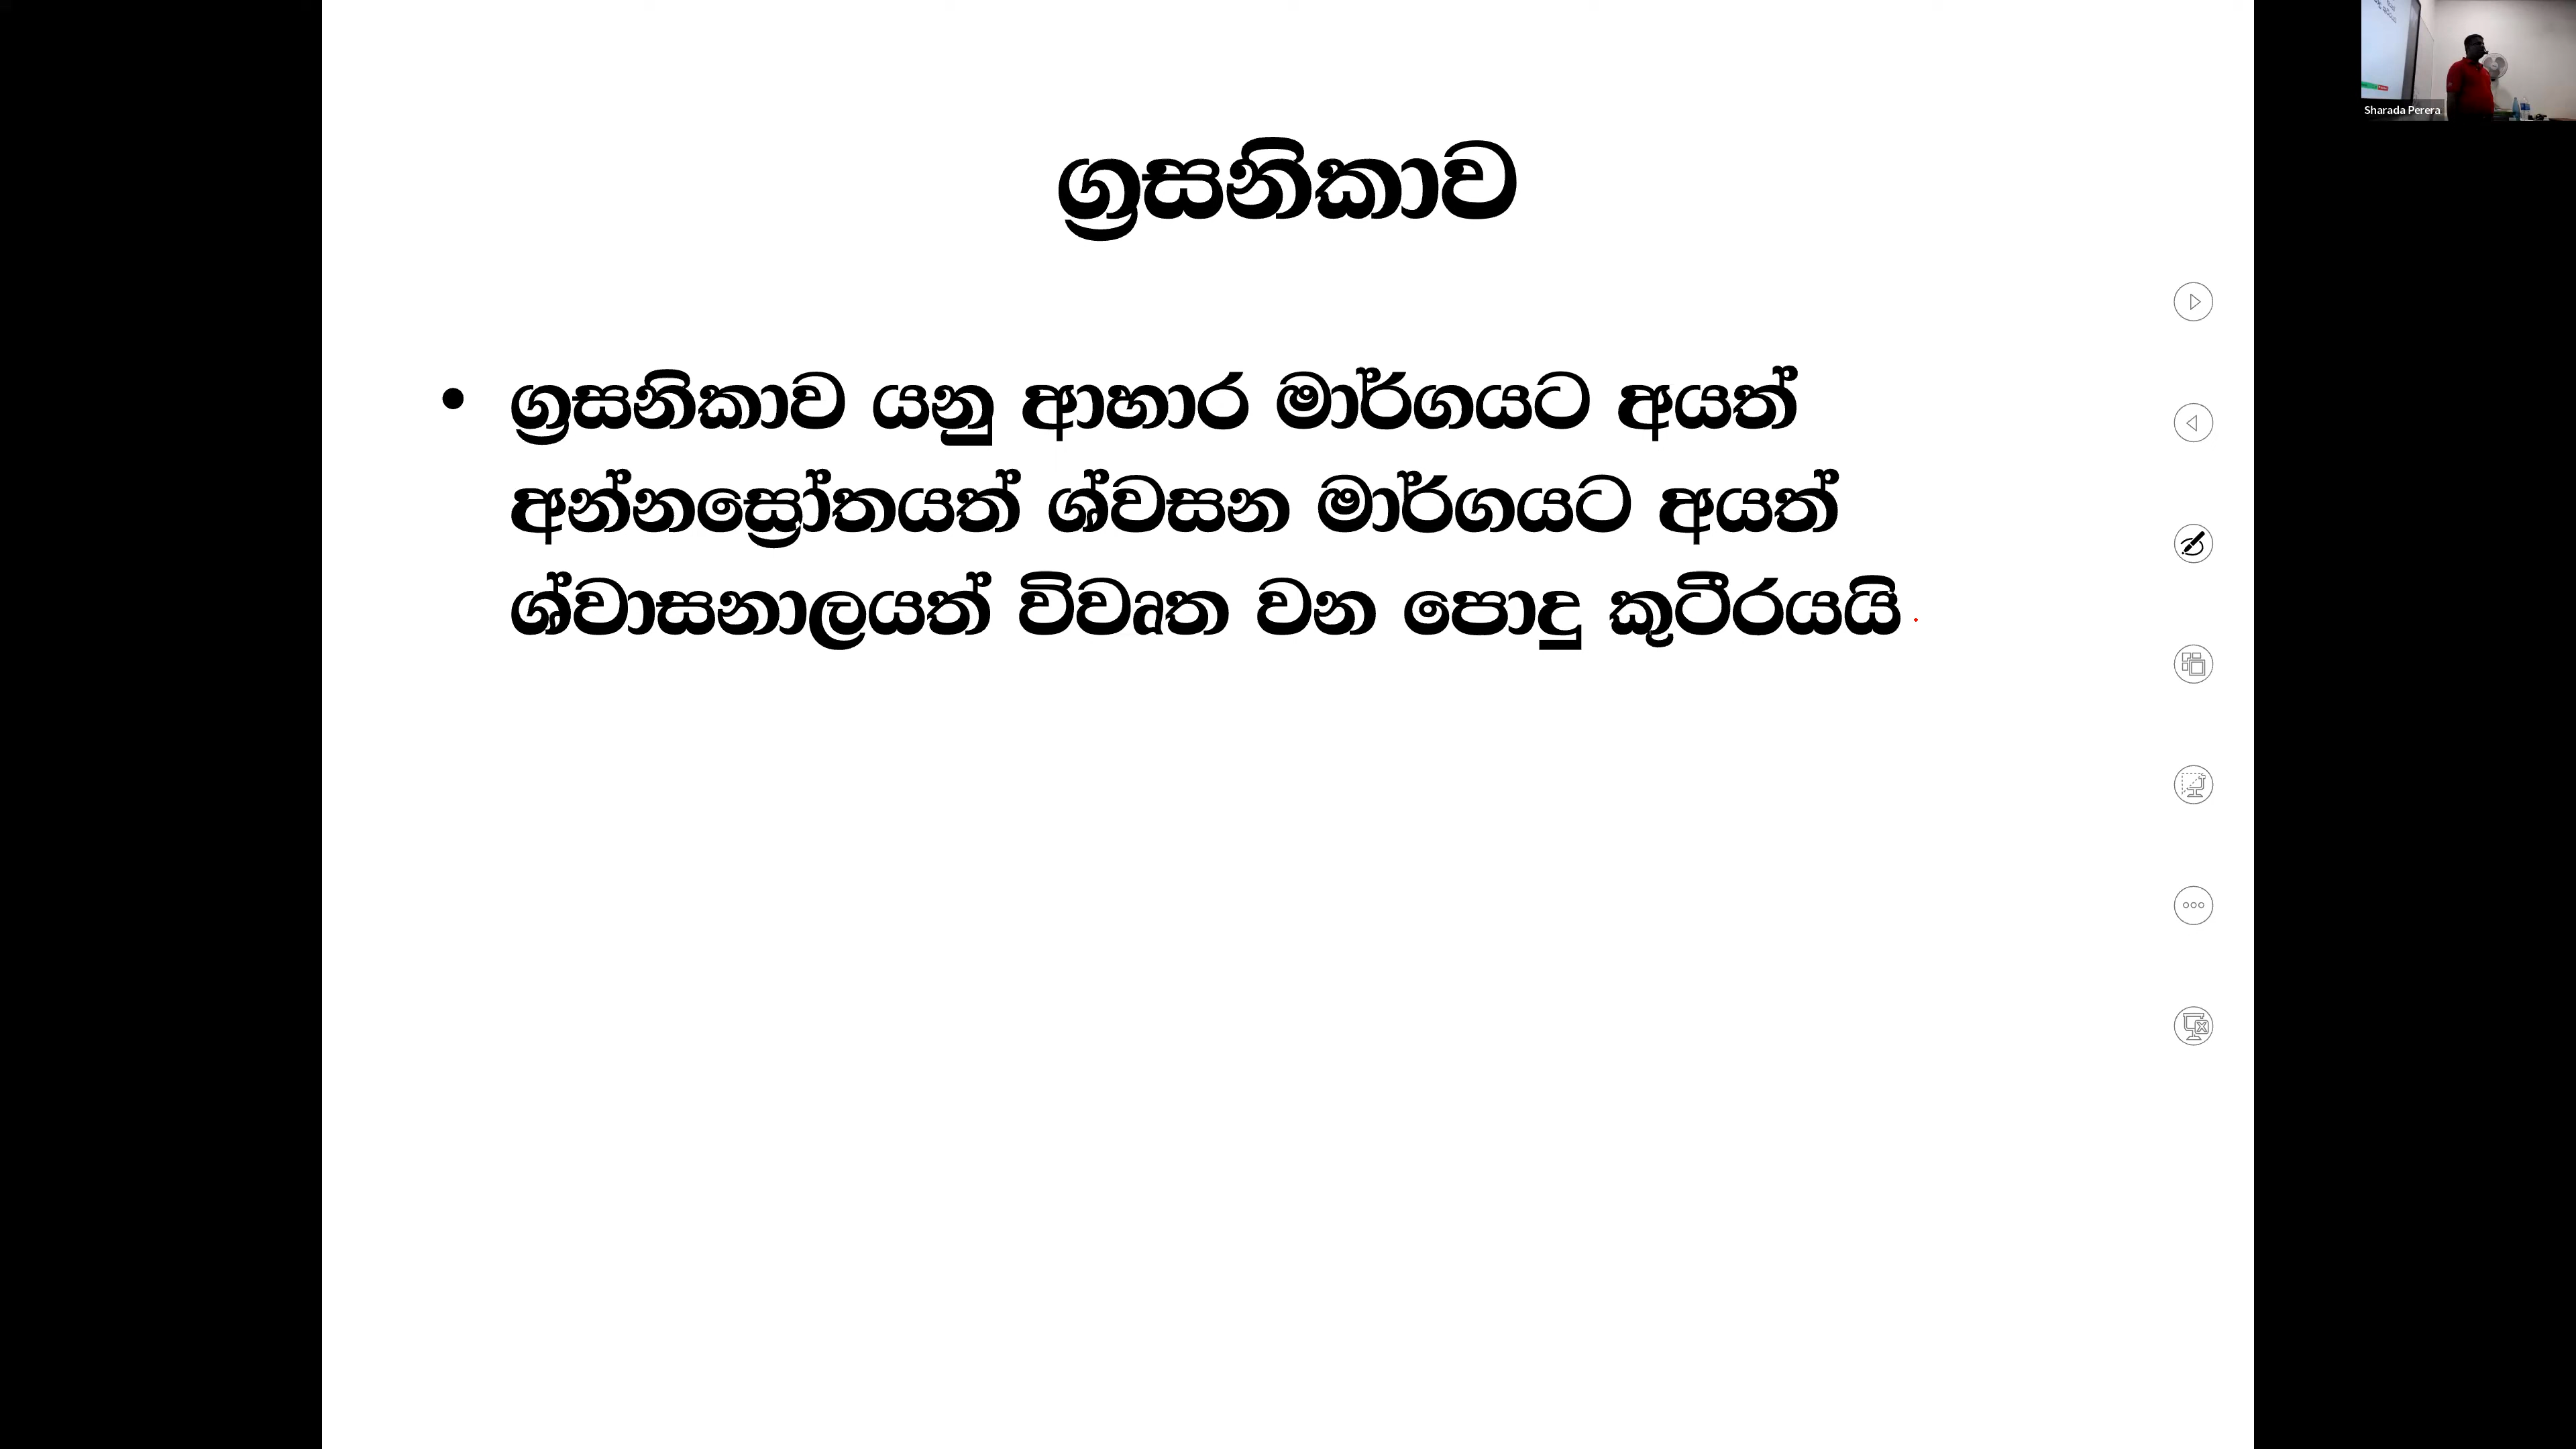 Sharada Perera
ග්‍රසනිකාව
• ග්‍රසනිකාව යනු ආහාර මාර්ගයට අයත්
අන්නස්‍රෝතයත් ශ්වසන මාර්ගයට අයත්
ශ්වාසනාලයත් විවෘත වන පොදු කුටීරයයි